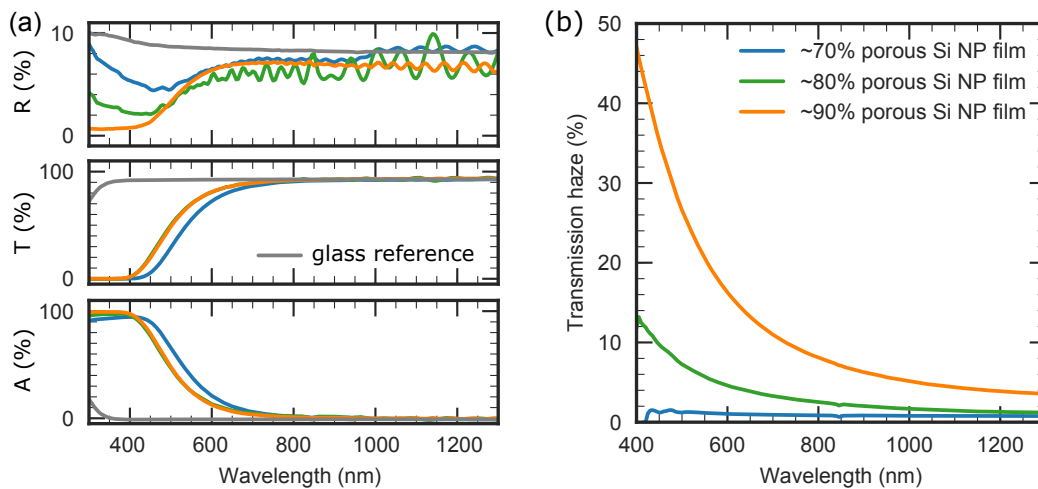 (a)
R (%)
10
0
T (%)
100
0
glass reference
A (%)
100
0
400 600 800 1000 1200
Wavelength (nm)
(b)
Transmission haze (%)
50
40
30
20
10
0
~70% porous Si NP film
~80% porous Si NP film
~90% porous Si NP film
400 600 800 1000 1200
Wavelength (nm)